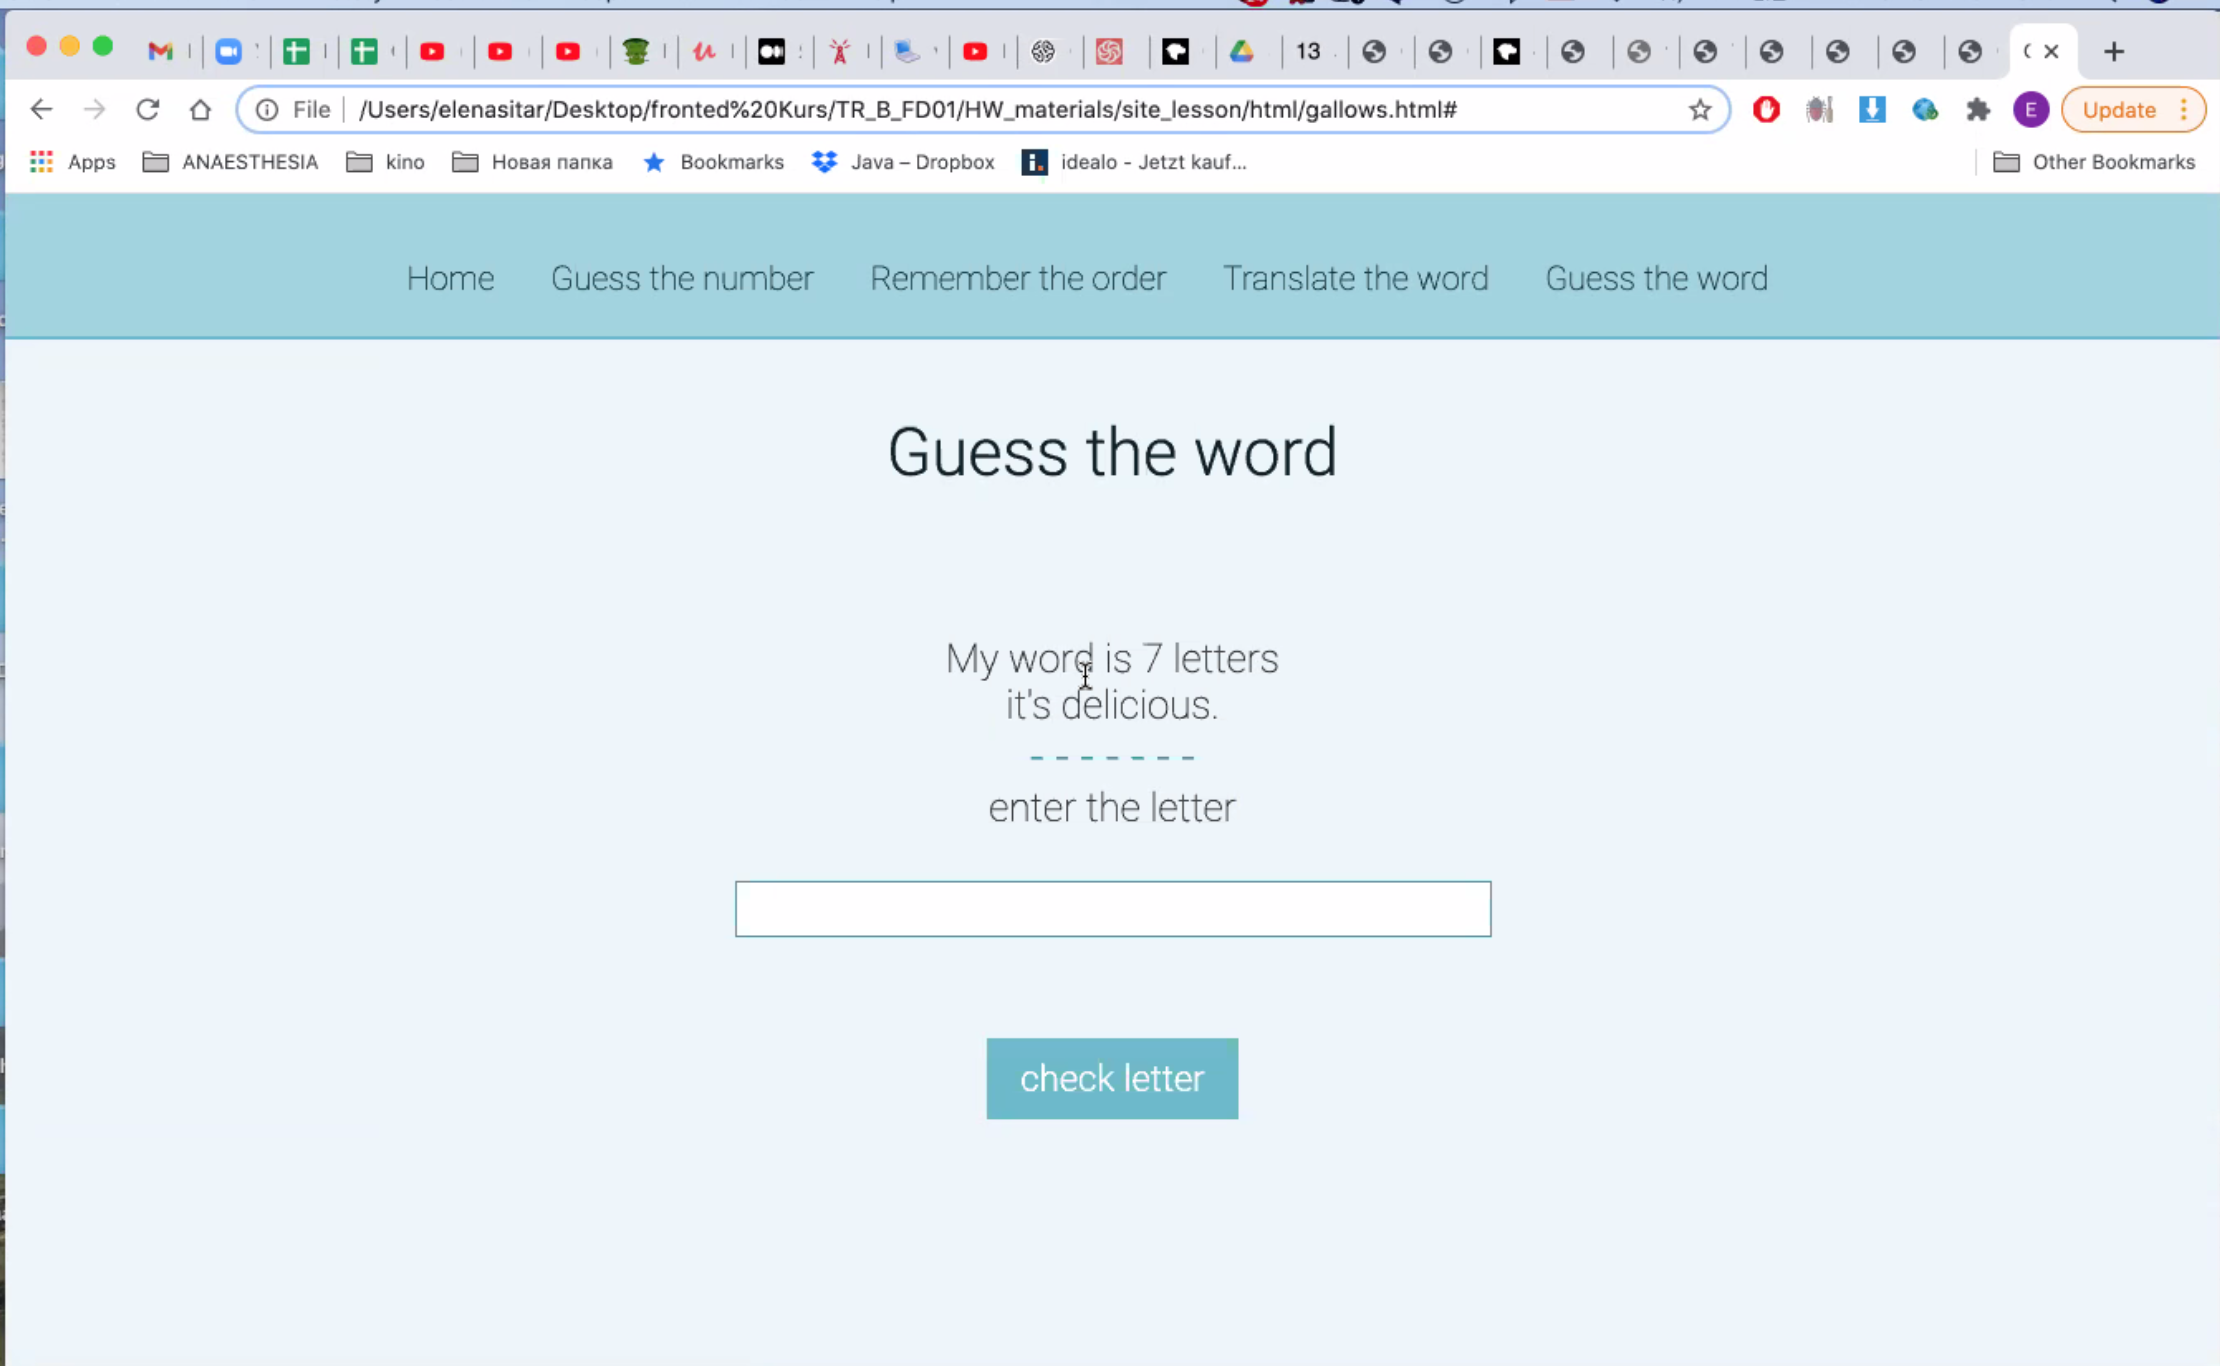 13
File /Users/elenasitar/Desktop/fronted%20Kurs/TR_B_FD01/HW_materials/site_lesson/html/gallows.html#
E
Update
Apps ANAESTHESIA kino Новая папка Bookmarks Java – Dropbox i. idealo - Jetzt kauf... Other Bookmarks
Home Guess the number Remember the order Translate the word Guess the word
Guess the word
My word is 7 letters
it's delicious.
- - - - - - -
enter the letter
check letter